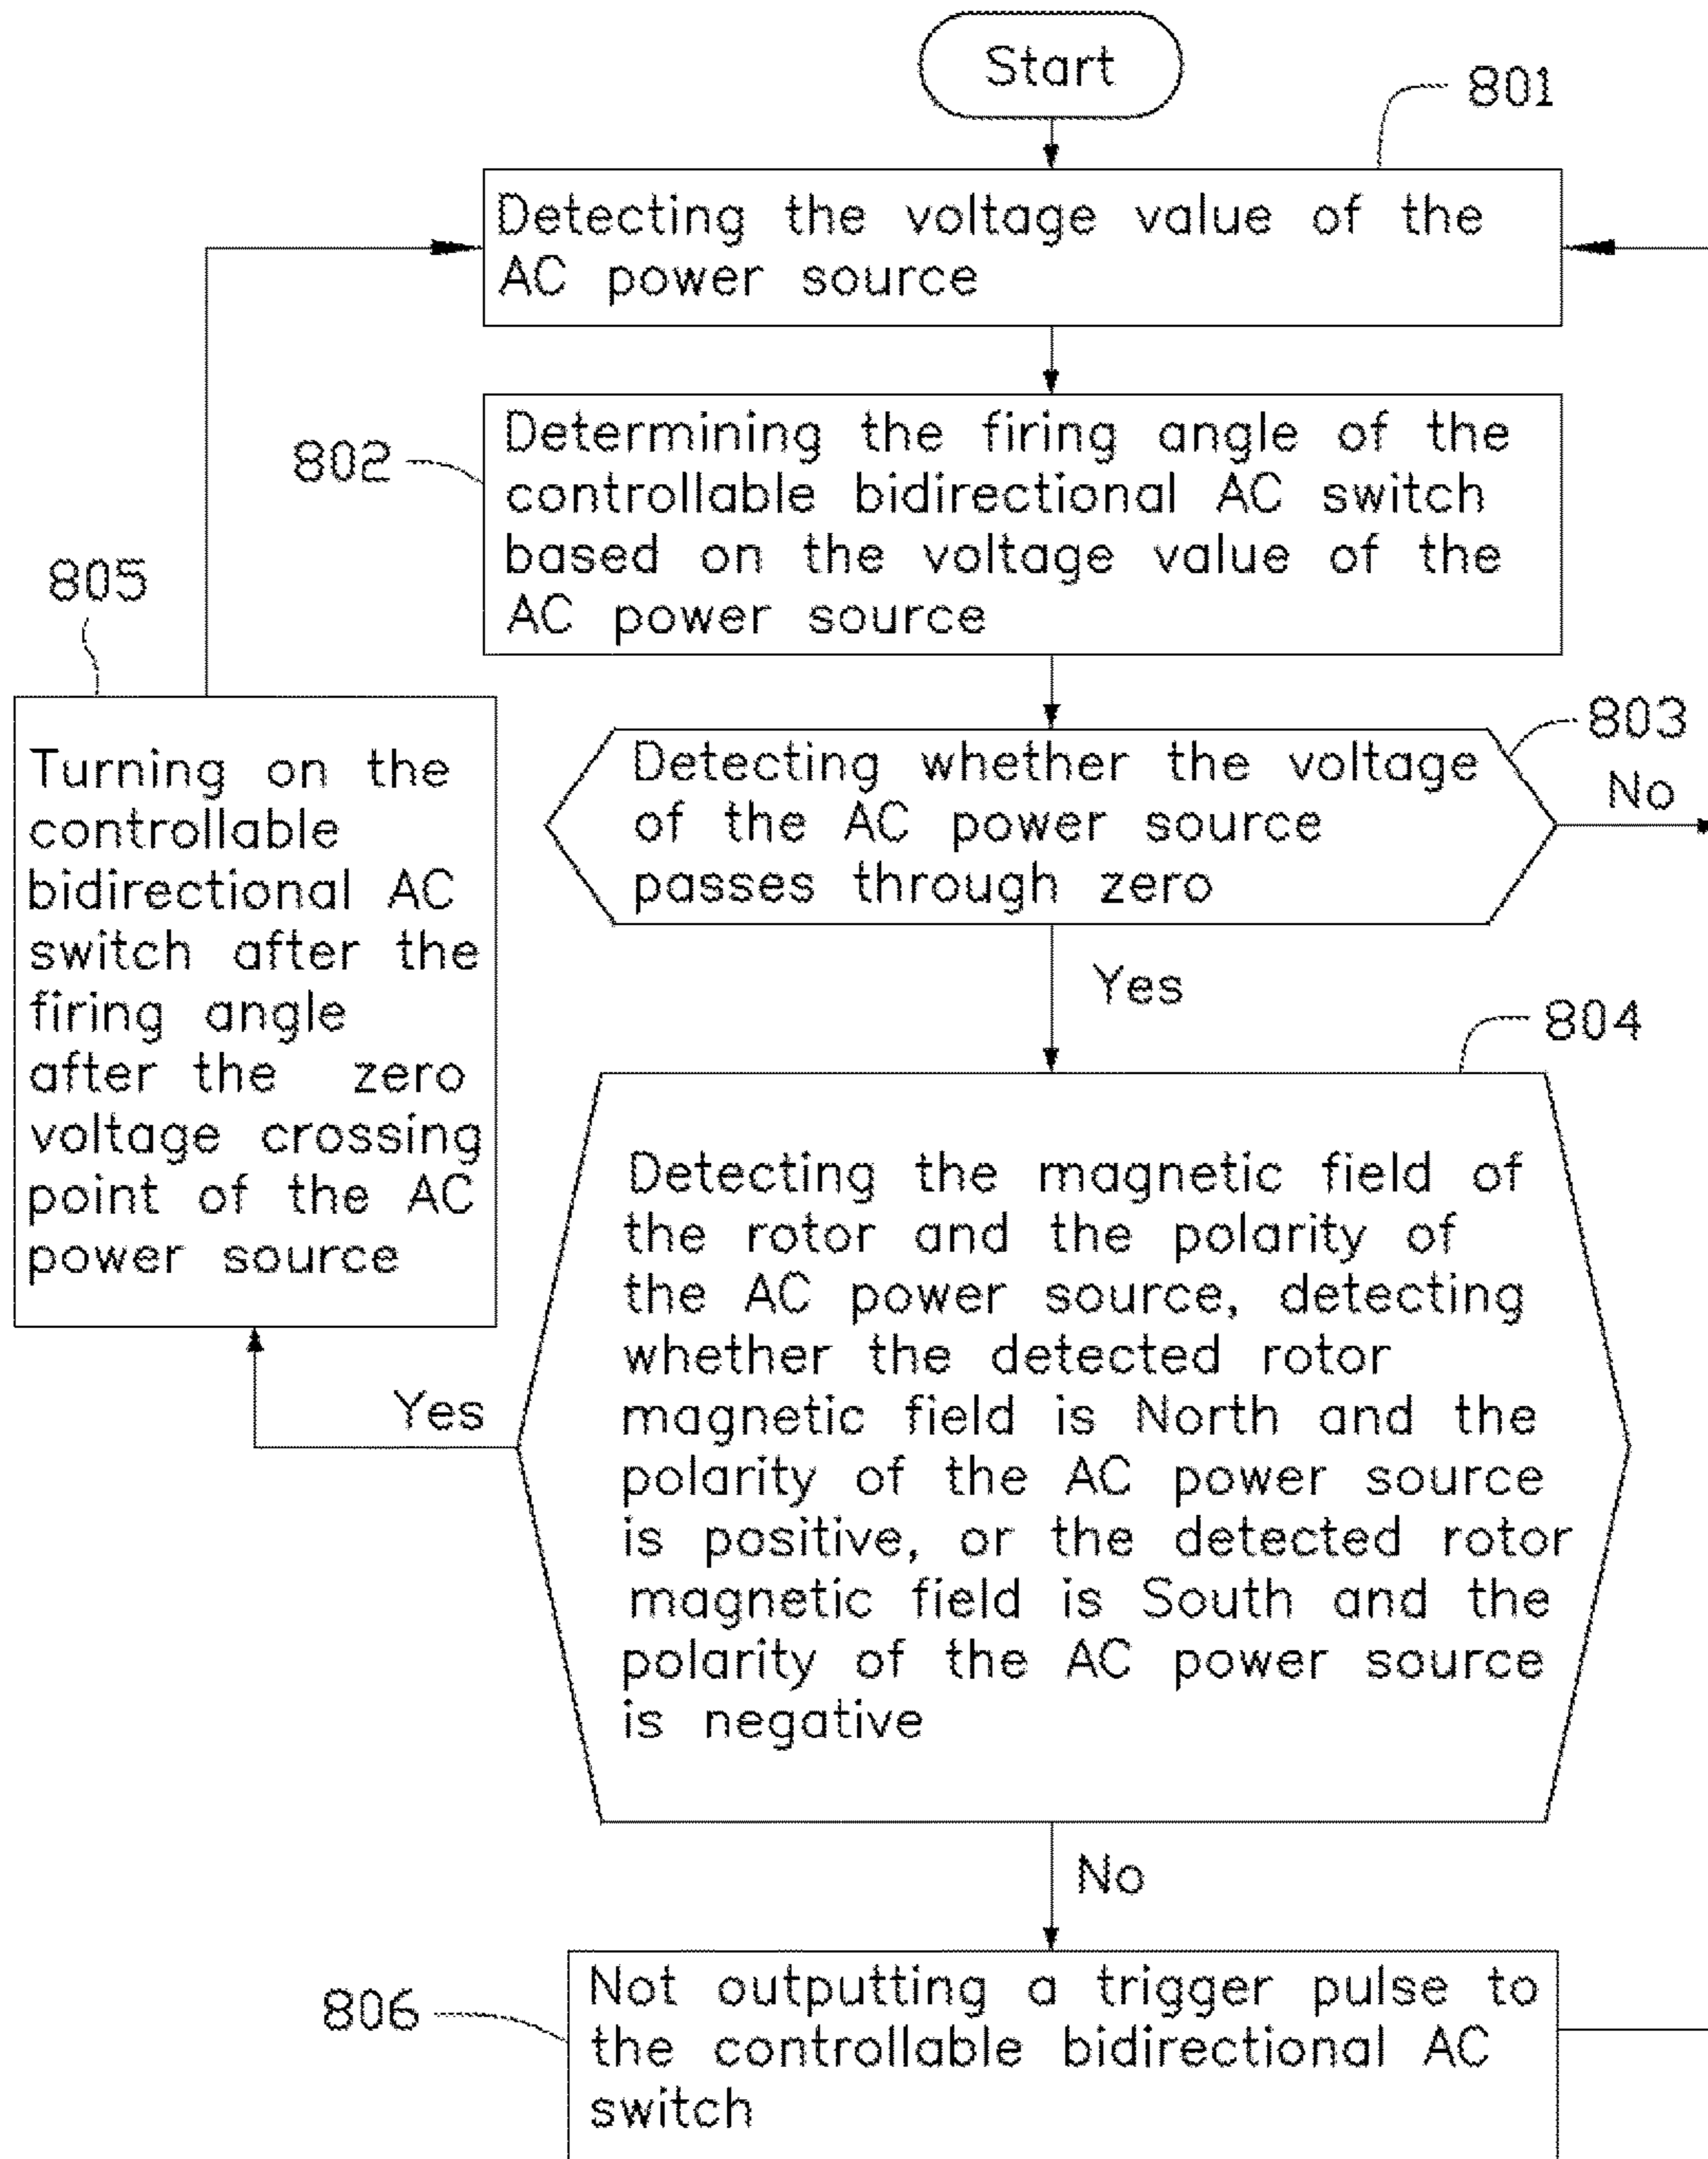 Start
801
Detecting the voltage value of the
AC power source
802
Determining the firing angle of the
controllable bidirectional AC switch
based on the voltage value of the
AC power source
803
Detecting whether the voltage
of the AC power source
passes through zero
No
Yes
804
Detecting the magnetic field of
the rotor and the polarity of
the AC power source, detecting
whether the detected rotor
magnetic field is North and the
polarity of the AC power source
is positive, or the detected rotor
magnetic field is South and the
polarity of the AC power source
is negative
Yes
805
Turning on the
controllable
bidirectional AC
switch after the
firing angle
after the zero
voltage crossing
point of the AC
power source
No
806
Not outputting a trigger pulse to
the controllable bidirectional AC
switch